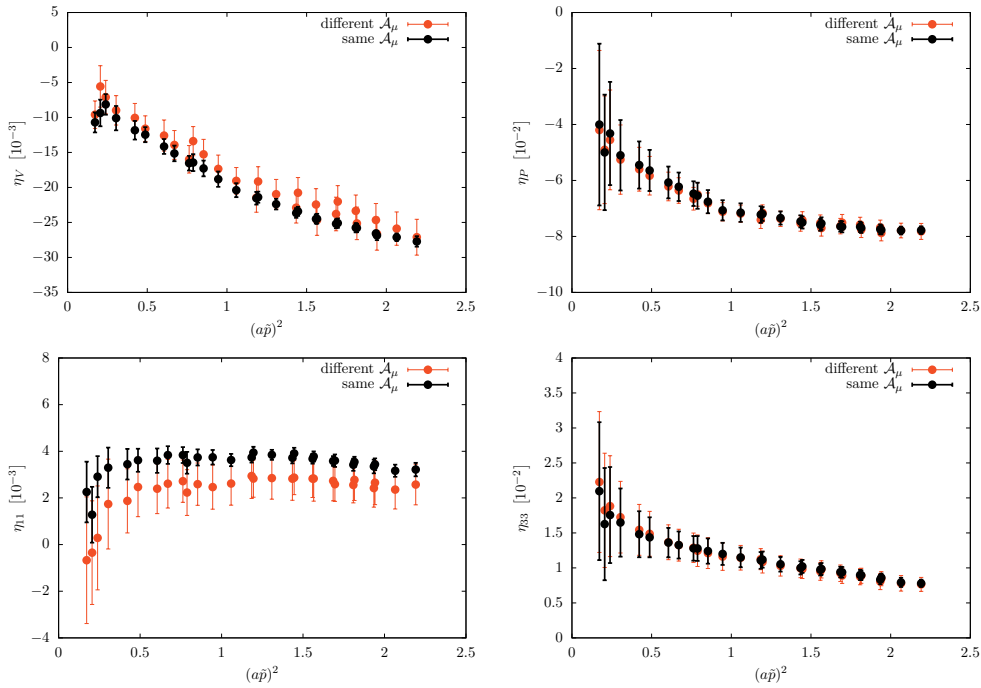 different 𝒜_μ
same 𝒜_μ
5
0
−5
−10
−15
−20
−25
−30
−35
η_V [10⁻³]
0 0.5 1 1.5 2 2.5
(ap̃)²
different 𝒜_μ
same 𝒜_μ
0
−2
−4
−6
−8
−10
η_P [10⁻²]
0 0.5 1 1.5 2 2.5
(ap̃)²
different 𝒜_μ
same 𝒜_μ
8
6
4
2
0
−2
−4
η₁₁ [10⁻³]
0 0.5 1 1.5 2 2.5
(ap̃)²
different 𝒜_μ
same 𝒜_μ
4
3.5
3
2.5
2
1.5
1
0.5
0
η₃₃ [10⁻²]
0 0.5 1 1.5 2 2.5
(ap̃)²